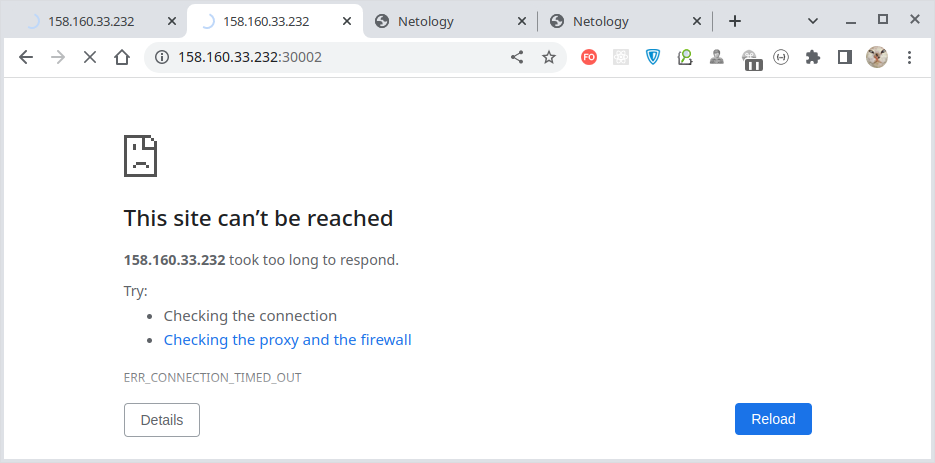 158.160.33.232
158.160.33.232
Netology
Netology
158.160.33.232:30002
FO
This site can’t be reached
158.160.33.232 took too long to respond.
Try:
• Checking the connection
• Checking the proxy and the firewall
ERR_CONNECTION_TIMED_OUT
Details
Reload